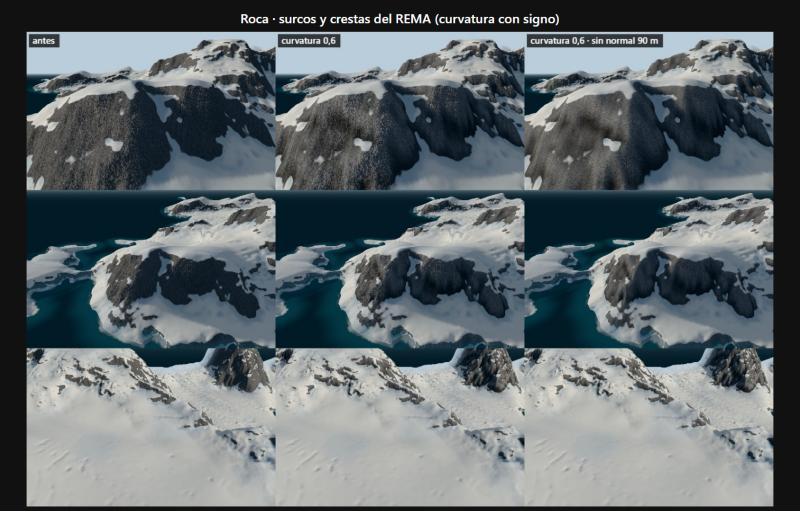 Roca · surcos y crestas del REMA (curvatura con signo)
antes
curvatura 0,6
curvatura 0,6 · sin normal 90 m